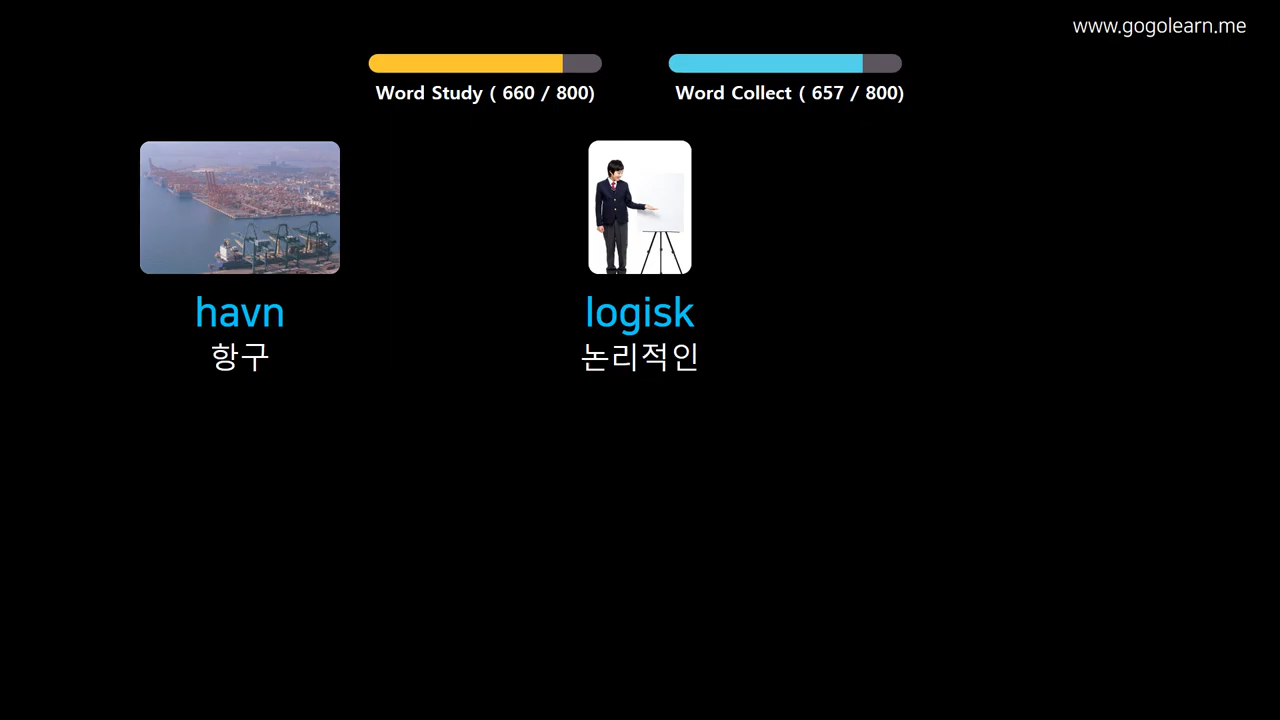 www.gogolearn.me
Word Study ( 660 / 800)
Word Collect ( 657 / 800)
havn
항구
logisk
논리적인